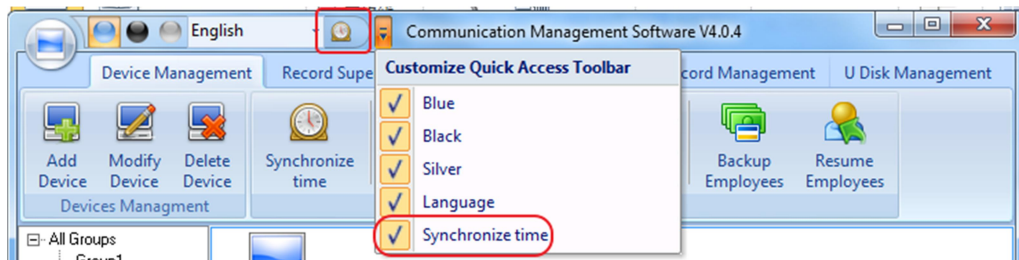 English
Communication Management Software V4.0.4
Device Management
Record Supe
cord Management
U Disk Management
Customize Quick Access Toolbar
Blue
Black
Silver
Language
Synchronize time
Add
Device
Modify
Device
Delete
Device
Synchronize
time
Backup
Employees
Resume
Employees
Devices Managment
All Groups
Group1